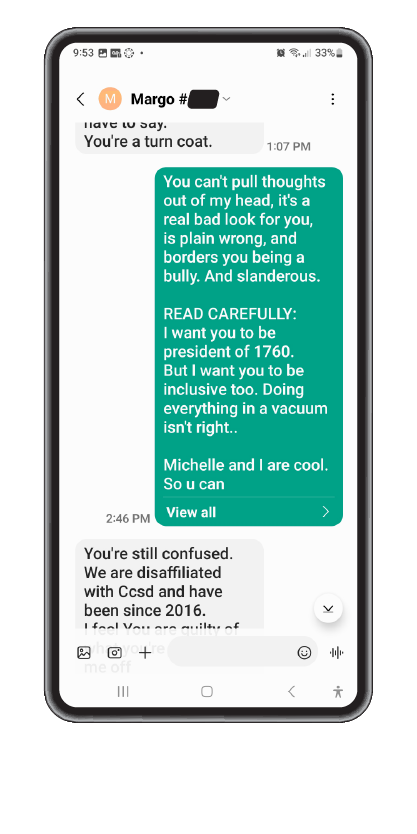 9:53
33%
M
Margo #
have to say.
You're a turn coat.
1:07 PM
You can't pull thoughts
out of my head, it's a
real bad look for you,
is plain wrong, and
borders you being a
bully. And slanderous.
READ CAREFULLY:
I want you to be
president of 1760.
But I want you to be
inclusive too. Doing
everything in a vacuum
isn't right..
Michelle and I are cool.
So u can
View all
2:46 PM
You're still confused.
We are disaffiliated
with Ccsd and have
been since 2016.
I feel You are guilty of
what you're
me off